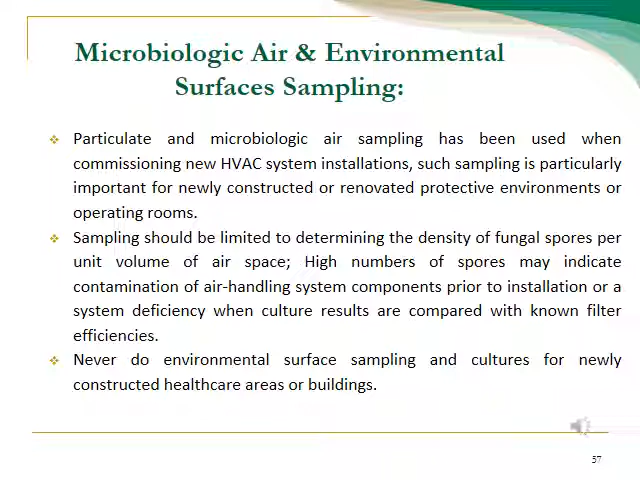 Microbiologic Air & Environmental
Surfaces Sampling:
Particulate and microbiologic air sampling has been used when
commissioning new HVAC system installations, such sampling is particularly
important for newly constructed or renovated protective environments or
operating rooms.
Sampling should be limited to determining the density of fungal spores per
unit volume of air space; High numbers of spores may indicate
contamination of air-handling system components prior to installation or a
system deficiency when culture results are compared with known filter
efficiencies.
Never do environmental surface sampling and cultures for newly
constructed healthcare areas or buildings.
57